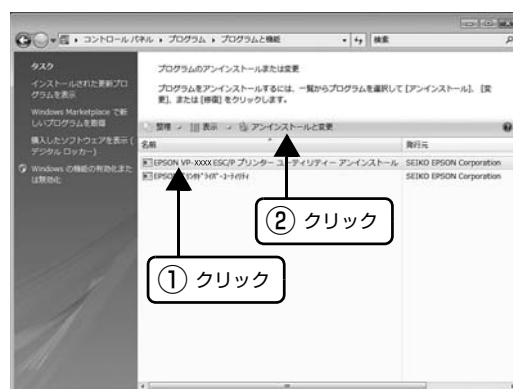 コントロール パネル ▸ プログラム ▸ プログラムと機能
検索
タスク
インストールされた更新プロ
グラムを表示
Windows Marketplace で新
しいプログラムを取得
購入したソフトウェアを表示 (
デジタル ロッカー)
Windows の機能の有効化また
は無効化
プログラムのアンインストールまたは変更
プログラムをアンインストールするには、一覧からプログラムを選択して [アンインストール]、[変
更]、または [修復] をクリックします。
整理 表示 アンインストールと変更
名前 発行元
EPSON VP-XXXX ESC/P プリンター ユーティリティー アンインストール SEIKO EPSON Corporation
SEIKO EPSON Corporation
② クリック
① クリック